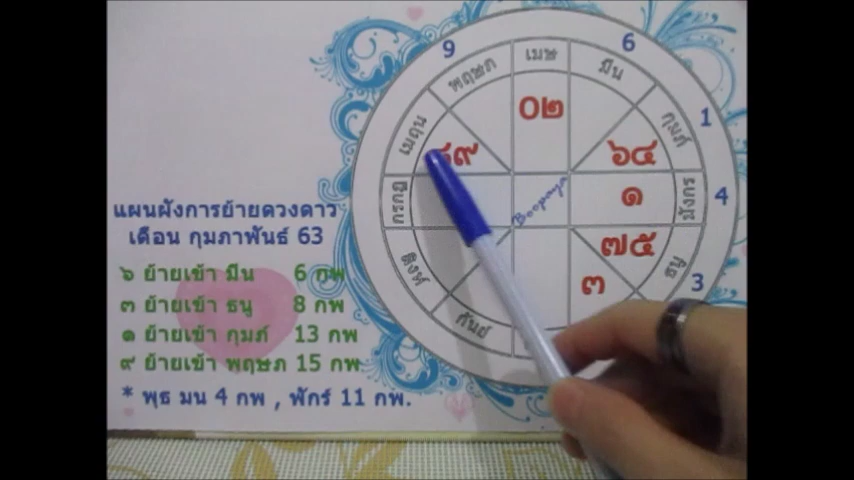 แผนผังการย้ายดวงดาว
เดือน กุมภาพันธ์ 63
๖ ย้ายเข้า มีน 6 กพ
๓ ย้ายเข้า ธนู 8 กพ
๑ ย้ายเข้า กุมภ์ 13 กพ
๙ ย้ายเข้า พฤษภ 15 กพ
* พุธ มน 4 กพ , พักร์ 11 กพ.
9
6
1
4
3
เมษ
พฤษภ
เมถุน
กรกฎ
สิงห์
กันย์
ธนู
มังกร
กุมภ์
มีน
๐๒
๙
๖๔
๑
๗๕
๓
Boopaya